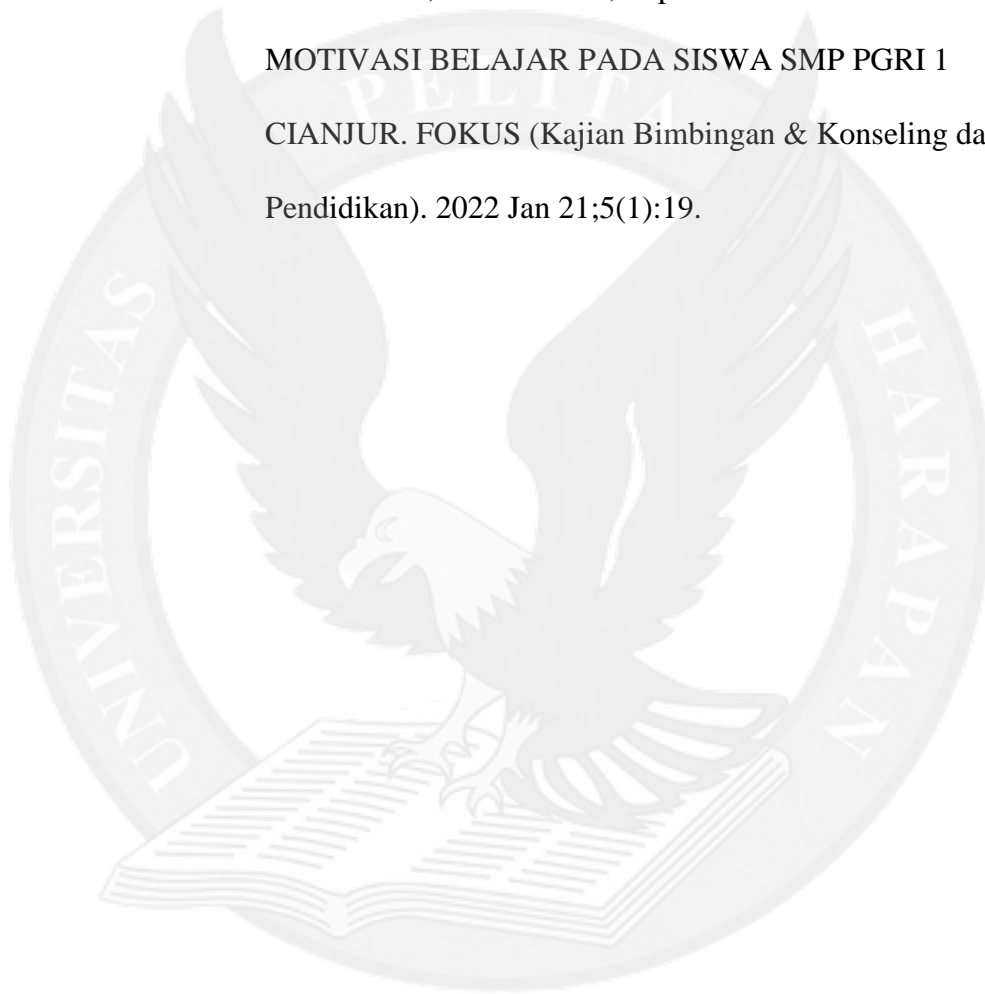 MOTIVASI BELAJAR PADA SISWA SMP PGRI 1
CIANJUR. FOKUS (Kajian Bimbingan & Konseling da
Pendidikan). 2022 Jan 21;5(1):19.
UNIVERSITAS PELITA HARAPAN